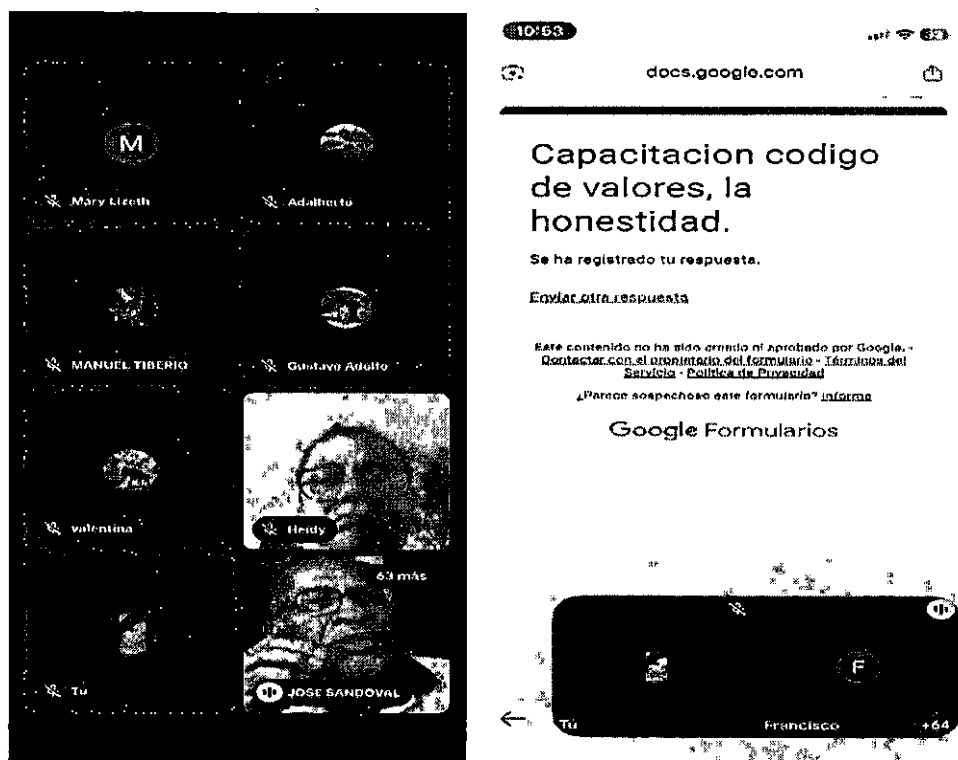 M
Mary Lizeth
Adalberto
MANUEL TIBERIO
Gustavo Adolfo
valentina
Heidy
63 más
Tú
JOSE SANDOVAL
10:53
docs.google.com
Capacitacion codigo
de valores, la
honestidad.
Se ha registrado tu respuesta.
Enviar otra respuesta
Este contenido no ha sido creado ni aprobado por Google. -
Contactar con el propietario del formulario - Términos del
Servicio - Política de Privacidad
¿Parece sospechoso este formulario? Informe
Google Formularios
F
Tú
Francisco
+64